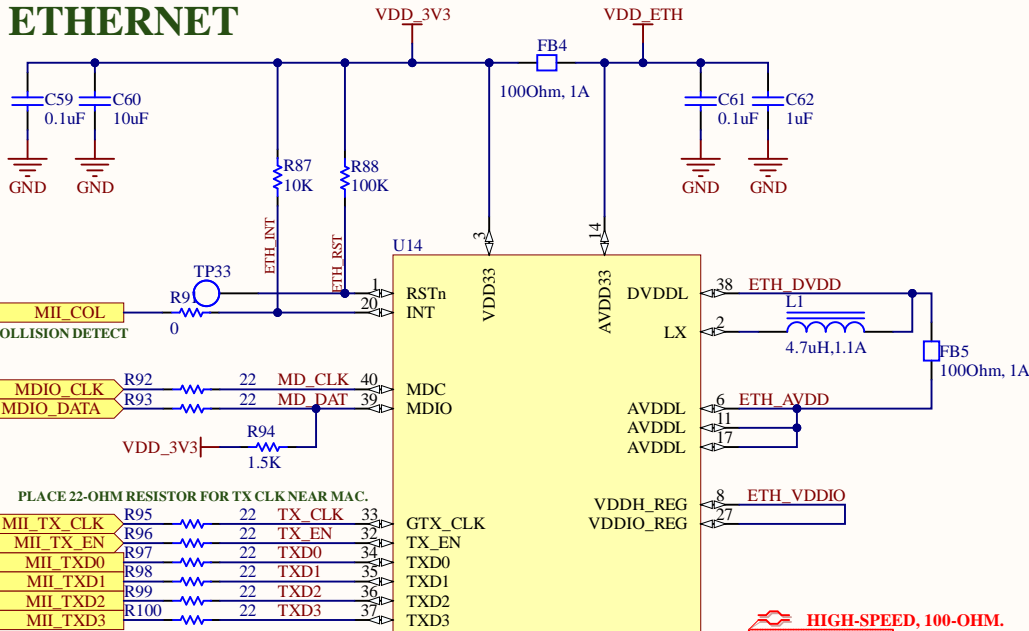 ETHERNET
VDD_3V3
VDD_ETH
FB4
100Ohm, 1A
C59
0.1uF
C60
10uF
C61
0.1uF
C62
1uF
GND
GND
GND
GND
R87
10K
R88
100K
ETH_INT
ETH_RST
U14
3
14
VDD33
AVDD33
TP33
1
RSTn
DVDDL
38
ETH_DVDD
MII_COL
R91
0
20
INT
OLLISION DETECT
LX
2
L1
4.7uH,1.1A
FB5
100Ohm, 1A
MDIO_CLK
R92
22
MD_CLK
40
MDC
MDIO_DATA
R93
22
MD_DAT
39
MDIO
AVDDL
6
ETH_AVDD
AVDDL
11
AVDDL
17
VDD_3V3
R94
1.5K
PLACE 22-OHM RESISTOR FOR TX CLK NEAR MAC.
VDDH_REG
8
ETH_VDDIO
VDDIO_REG
27
MII_TX_CLK
R95
22
TX_CLK
33
GTX_CLK
MII_TX_EN
R96
22
TX_EN
32
TX_EN
MII_TXD0
R97
22
TXD0
34
TXD0
MII_TXD1
R98
22
TXD1
35
TXD1
MII_TXD2
R99
22
TXD2
36
TXD2
MII_TXD3
R100
22
TXD3
37
TXD3
HIGH-SPEED, 100-OHM.